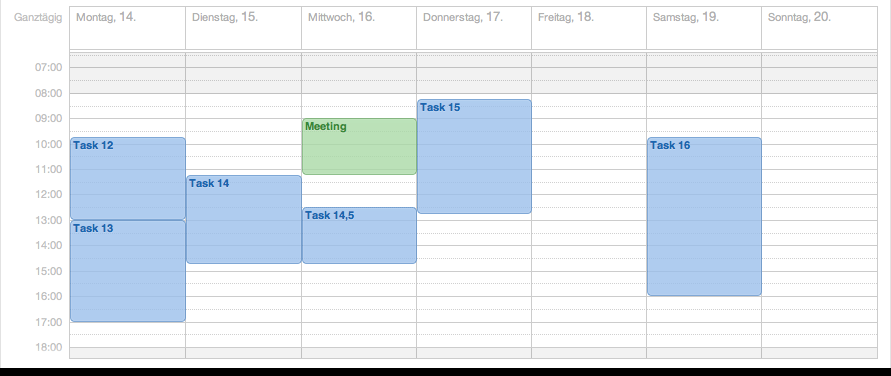 Ganztägig Montag, 14. Dienstag, 15. Mittwoch, 16. Donnerstag, 17. Freitag, 18. Samstag, 19. Sonntag, 20.
07:00
08:00
Task 15
09:00
Meeting
10:00
Task 12 Task 16
11:00
Task 14
12:00
Task 14,5
13:00
Task 13
14:00
15:00
16:00
17:00
18:00